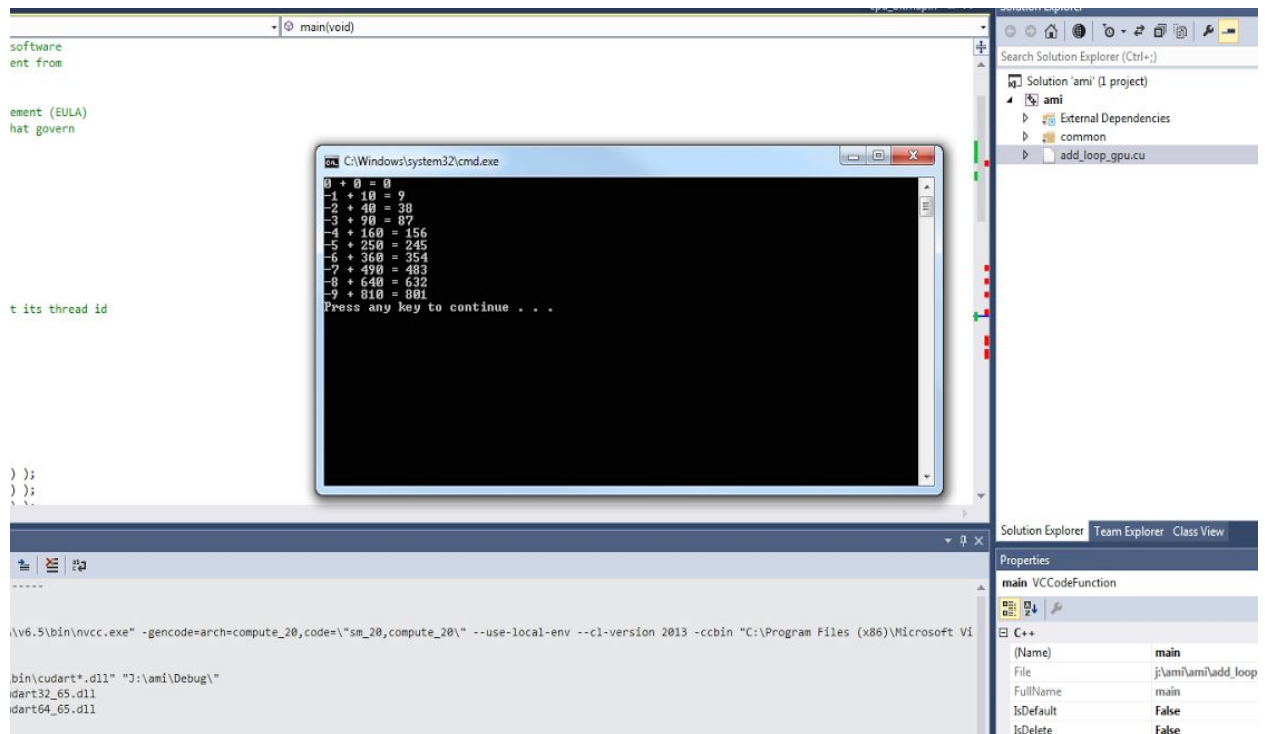 main(void)
software
ent from
ement (EULA)
hat govern
t its thread id
) );
) );
C:\Windows\system32\cmd.exe
0 + 0 = 0
-1 + 10 = 9
-2 + 40 = 38
-3 + 90 = 87
-4 + 160 = 156
-5 + 250 = 245
-6 + 360 = 354
-7 + 490 = 483
-8 + 640 = 632
-9 + 810 = 801
Press any key to continue . . .
Search Solution Explorer (Ctrl+;)
Solution 'ami' (1 project)
ami
External Dependencies
common
add_loop_gpu.cu
Solution Explorer Team Explorer Class View
-----
\v6.5\bin\nvcc.exe" -gencode=arch=compute_20,code=\"sm_20,compute_20\" --use-local-env --cl-version 2013 -ccbin "C:\Program Files (x86)\Microsoft Vi
bin\cudart*.dll" "J:\ami\Debug\"
dart32_65.dll
dart64_65.dll
Properties
main VCCodeFunction
C++
(Name) main
File j:\ami\ami\add_loop
FullName main
IsDefault False
IsDelete False